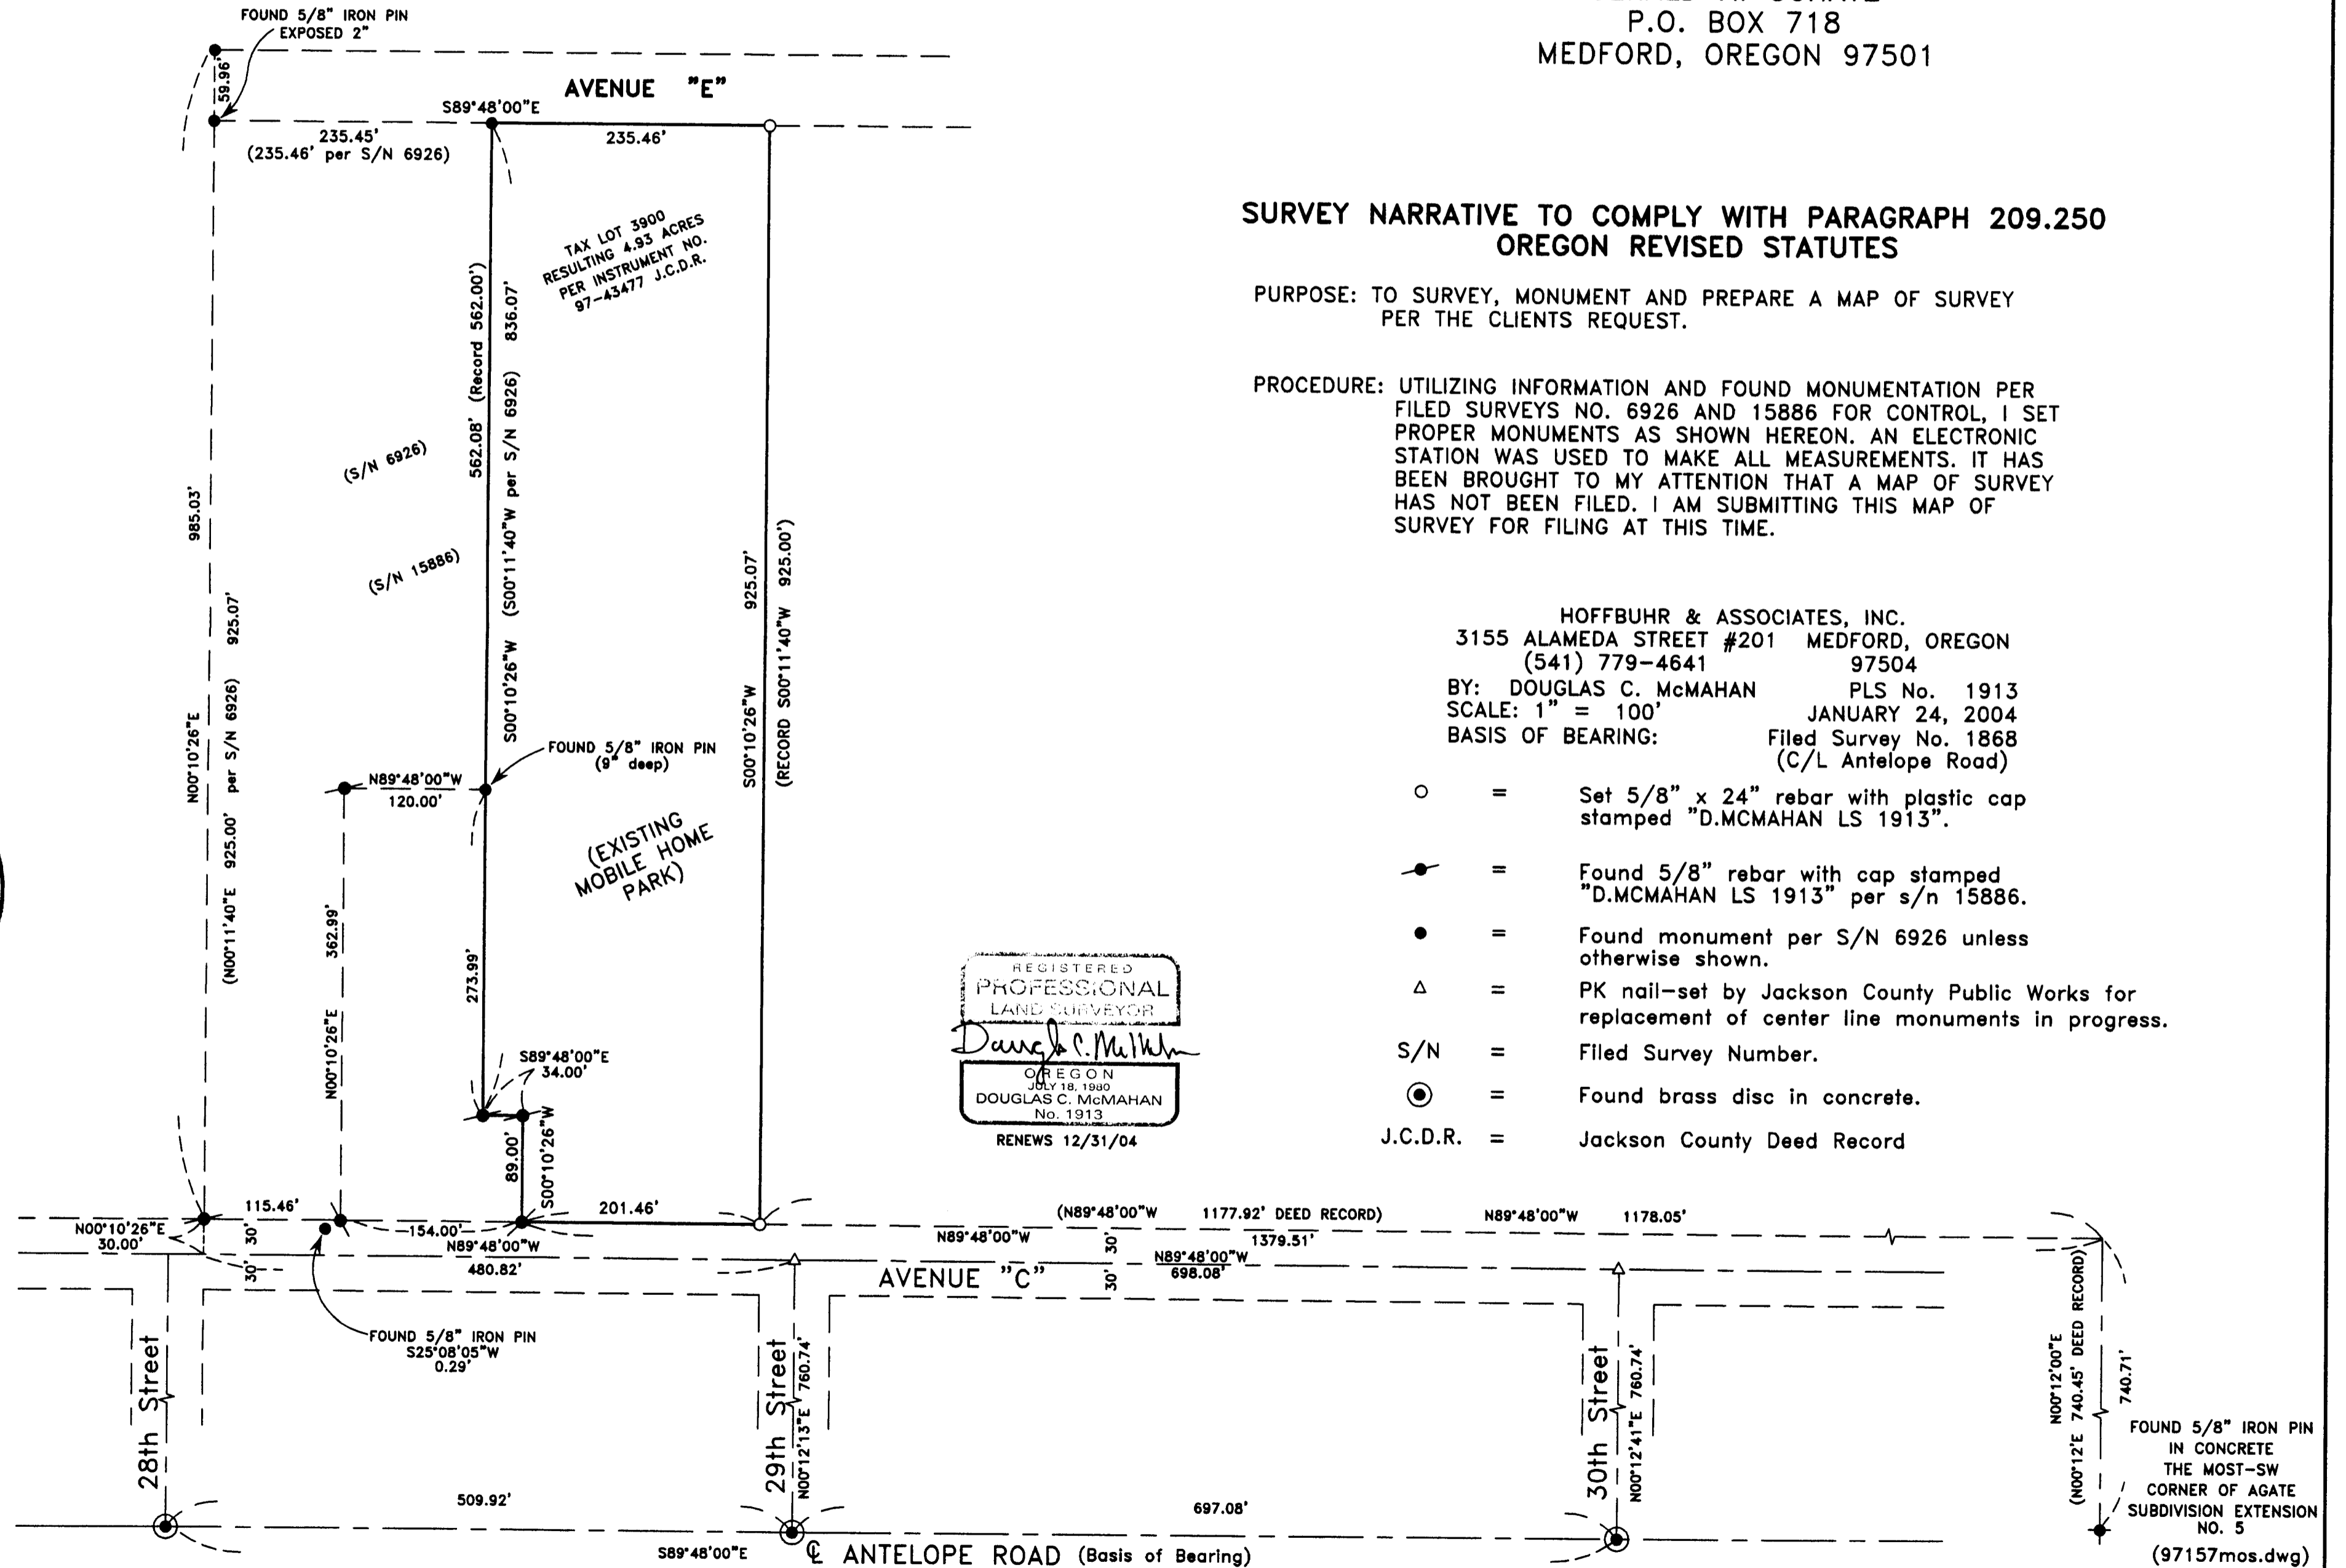 P.O. BOX 718
MEDFORD, OREGON 97501
FOUND 5/8" IRON PIN
EXPOSED 2"
59.96'
AVENUE "E"
S89°48'00"E
235.45'
(235.46' per S/N 6926)
235.46'
TAX LOT 3900
RESULTING 4.93 ACRES
PER INSTRUMENT NO.
97-43477 J.C.D.R.
562.08' (Record 562.00')
S00°10'26"W (S00°11'40"W per S/N 6926) 836.07'
(S/N 6926)
(S/N 15886)
985.03'
N00°10'26"E
(N00°11'40"E 925.00' per S/N 6926) 925.07'
S00°10'26"W 925.07'
(RECORD S00°11'40"W 925.00')
FOUND 5/8" IRON PIN
(9" deep)
N89°48'00"W
120.00'
(EXISTING
MOBILE HOME
PARK)
N00°10'26"E 362.99'
273.99'
S89°48'00"E
34.00'
89.00'
S00°10'26"W
SURVEY NARRATIVE TO COMPLY WITH PARAGRAPH 209.250
OREGON REVISED STATUTES
PURPOSE: TO SURVEY, MONUMENT AND PREPARE A MAP OF SURVEY
PER THE CLIENTS REQUEST.
PROCEDURE: UTILIZING INFORMATION AND FOUND MONUMENTATION PER
FILED SURVEYS NO. 6926 AND 15886 FOR CONTROL, I SET
PROPER MONUMENTS AS SHOWN HEREON. AN ELECTRONIC
STATION WAS USED TO MAKE ALL MEASUREMENTS. IT HAS
BEEN BROUGHT TO MY ATTENTION THAT A MAP OF SURVEY
HAS NOT BEEN FILED. I AM SUBMITTING THIS MAP OF
SURVEY FOR FILING AT THIS TIME.
HOFFBUHR & ASSOCIATES, INC.
3155 ALAMEDA STREET #201 MEDFORD, OREGON
(541) 779-4641 97504
BY: DOUGLAS C. McMAHAN PLS No. 1913
SCALE: 1" = 100' JANUARY 24, 2004
BASIS OF BEARING: Filed Survey No. 1868
(C/L Antelope Road)
= Set 5/8" x 24" rebar with plastic cap
stamped "D.MCMAHAN LS 1913".
= Found 5/8" rebar with cap stamped
"D.MCMAHAN LS 1913" per s/n 15886.
= Found monument per S/N 6926 unless
otherwise shown.
= PK nail-set by Jackson County Public Works for
replacement of center line monuments in progress.
S/N = Filed Survey Number.
= Found brass disc in concrete.
J.C.D.R. = Jackson County Deed Record
REGISTERED
PROFESSIONAL
LAND SURVEYOR
OREGON
JULY 18, 1980
DOUGLAS C. McMAHAN
No. 1913
RENEWS 12/31/04
115.46'
154.00'
201.46'
(N89°48'00"W 1177.92' DEED RECORD)
N89°48'00"W 1178.05'
N00°10'26"E
30.00'
30'
30'
N89°48'00"W
480.82'
N89°48'00"W 1379.51'
30'
30'
N89°48'00"W
698.08'
AVENUE "C"
FOUND 5/8" IRON PIN
S25°08'05"W
0.29'
28th Street
29th Street
N00°12'13"E 760.74'
30th Street
N00°12'41"E 760.74'
N00°12'00"E
(N00°12'E 740.45' DEED RECORD)
740.71'
FOUND 5/8" IRON PIN
IN CONCRETE
THE MOST-SW
CORNER OF AGATE
SUBDIVISION EXTENSION
NO. 5
509.92'
697.08'
S89°48'00"E
℄ ANTELOPE ROAD (Basis of Bearing)
(97157mos.dwg)